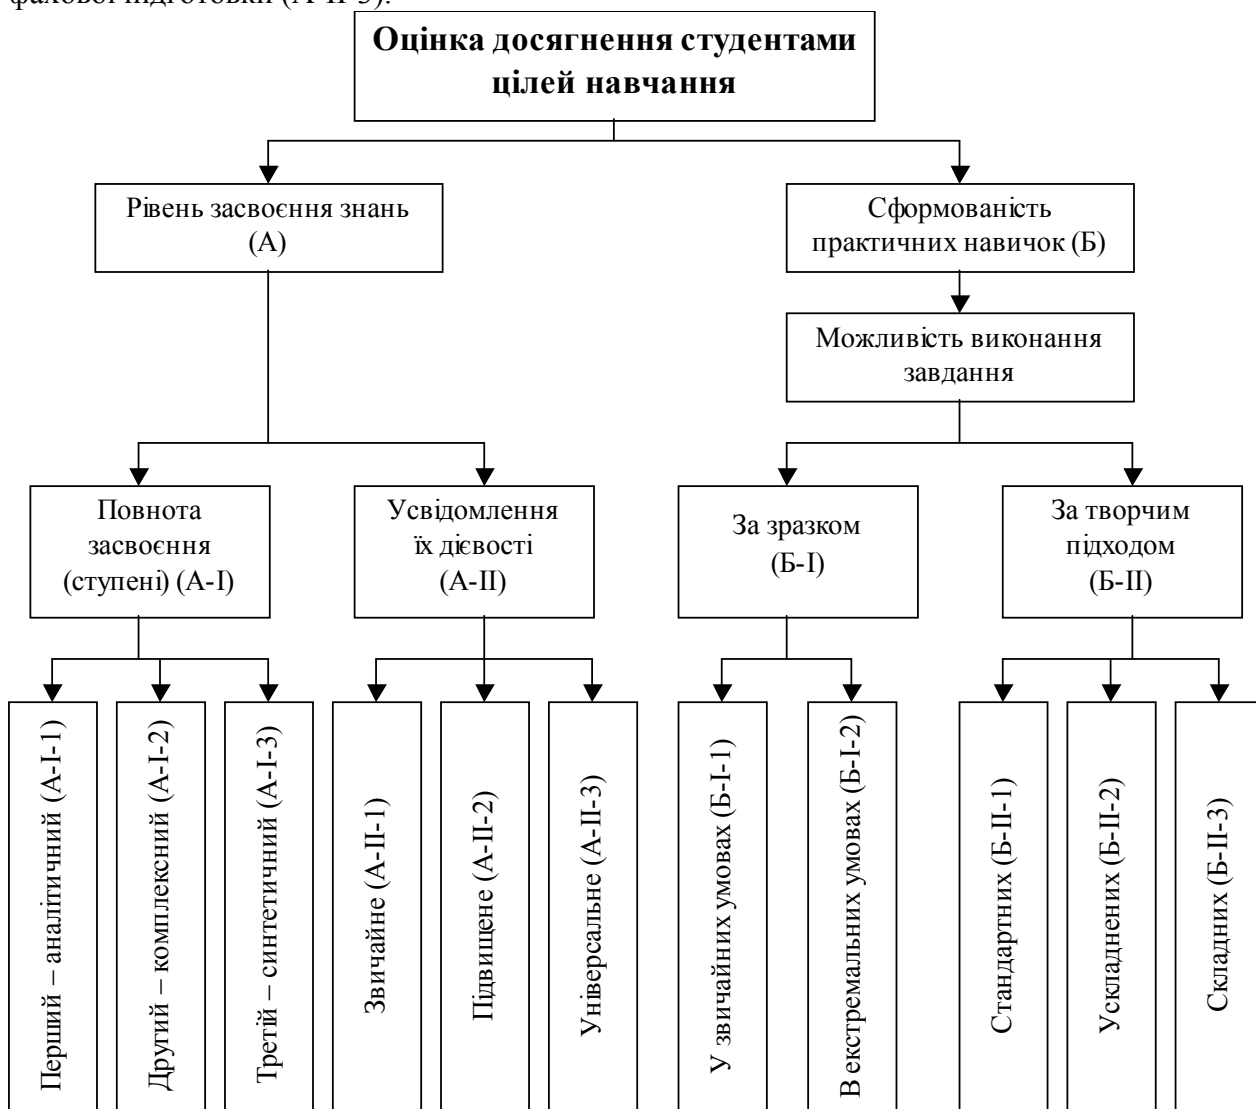 фахової підготовки (А-ІІ-3).
Оцінка досягнення студентами
цілей навчання
Рівень засвоєння знань
(А)
Сформованість
практичних навичок (Б)
Можливість виконання
завдання
Повнота
засвоєння
(ступені) (А-І)
Усвідомлення
їх дієвості
(А-ІІ)
За зразком
(Б-І)
За творчим
підходом
(Б-ІІ)
Перший – аналітичний (А-І-1)
Другий – комплексний (А-І-2)
Третій – синтетичний (А-І-3)
Звичайне (А-ІІ-1)
Підвищене (А-ІІ-2)
Універсальне (А-ІІ-3)
У звичайних умовах (Б-І-1)
В екстремальних умовах (Б-І-2)
Стандартних (Б-ІІ-1)
Ускладнених (Б-ІІ-2)
Складних (Б-ІІ-3)